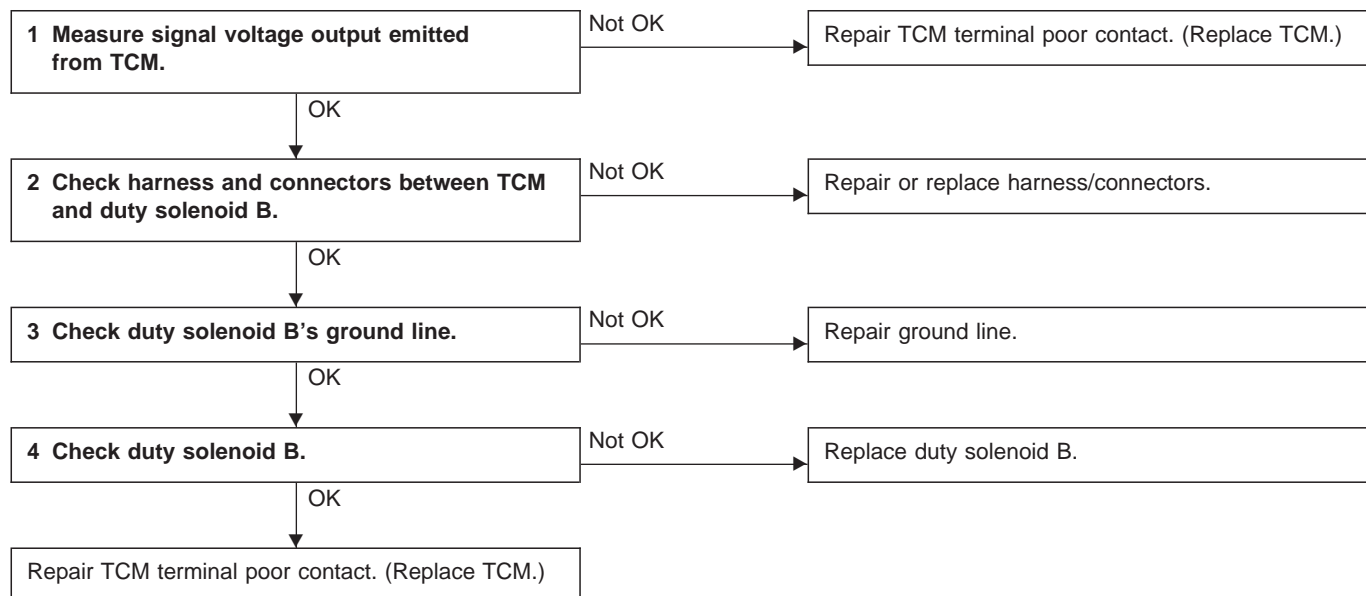 1 Measure signal voltage output emitted
from TCM.
Not OK
Repair TCM terminal poor contact. (Replace TCM.)
OK
2 Check harness and connectors between TCM
and duty solenoid B.
Not OK
Repair or replace harness/connectors.
OK
3 Check duty solenoid B’s ground line.
Not OK
Repair ground line.
OK
4 Check duty solenoid B.
Not OK
Replace duty solenoid B.
OK
Repair TCM terminal poor contact. (Replace TCM.)